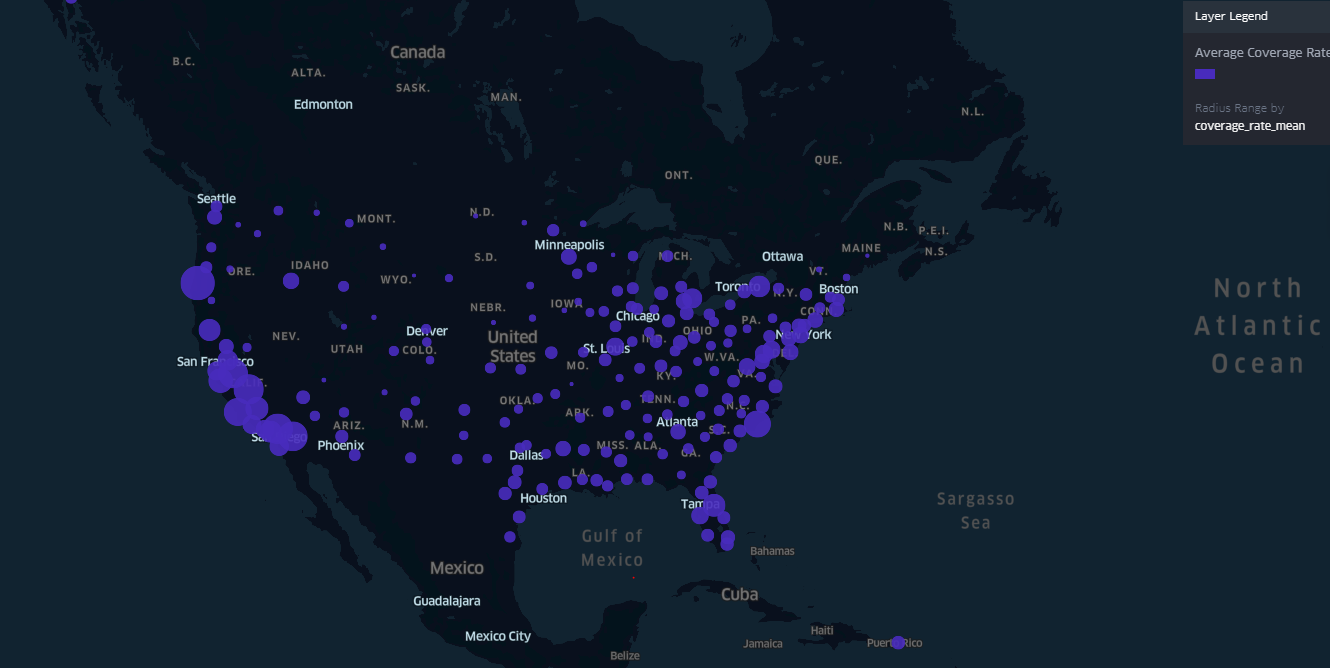 Layer Legend
Average Coverage Rate
Radius Range by
coverage_rate_mean
Canada
B.C.
ALTA.
SASK.
MAN.
Edmonton
N.L.
QUE.
ONT.
Seattle
MONT.
N.D.
N.B.
P.E.I.
Minneapolis
MAINE
N.S.
S.D.
MICH.
Ottawa
IDAHO
ORE.
VT.
WYO.
Toronto
N.Y.
Boston
North
Atlantic
Ocean
NEBR.
IOWA
Chicago
CONN.
PA.
Denver
OHIO
NEV.
United
States
IND.
New York
UTAH
COLO.
St. Louis
W.VA.
DEL.
San Francisco
MO.
KY.
VA.
CALIF.
OKLA.
TENN.
N.C.
ARK.
ARIZ.
N.M.
Atlanta
S.C.
San Diego
Phoenix
MISS.
ALA.
GA.
Dallas
LA.
Houston
Tampa
Sargasso
Sea
Gulf of
Mexico
Bahamas
Mexico
Cuba
Guadalajara
Mexico City
Haiti
Jamaica
Puerto Rico
Belize